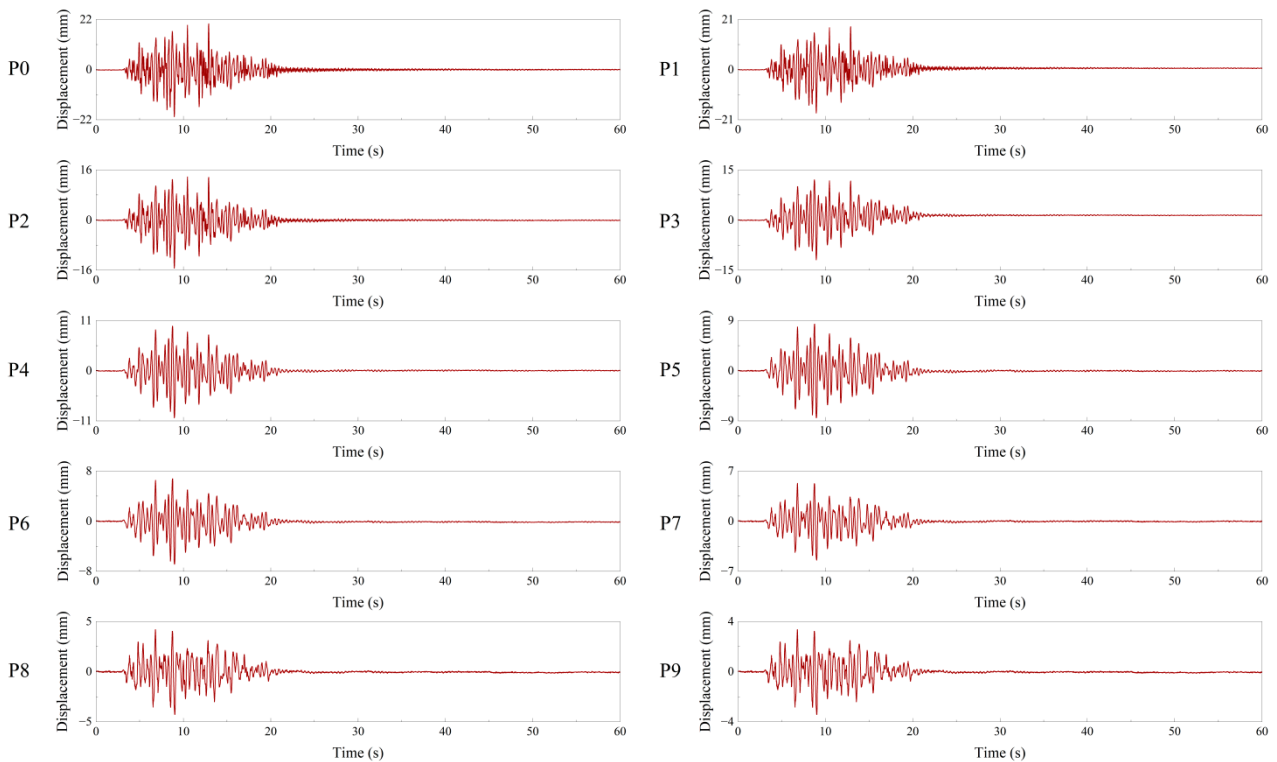 P0
Displacement (mm)
22
0
−22
0 10 20 30 40 50 60
Time (s)
P1
Displacement (mm)
21
0
−21
0 10 20 30 40 50 60
Time (s)
P2
Displacement (mm)
16
0
−16
0 10 20 30 40 50 60
Time (s)
P3
Displacement (mm)
15
0
−15
0 10 20 30 40 50 60
Time (s)
P4
Displacement (mm)
11
0
−11
0 10 20 30 40 50 60
Time (s)
P5
Displacement (mm)
9
0
−9
0 10 20 30 40 50 60
Time (s)
P6
Displacement (mm)
8
0
−8
0 10 20 30 40 50 60
Time (s)
P7
Displacement (mm)
7
0
−7
0 10 20 30 40 50 60
Time (s)
P8
Displacement (mm)
5
0
−5
0 10 20 30 40 50 60
Time (s)
P9
Displacement (mm)
4
0
−4
0 10 20 30 40 50 60
Time (s)